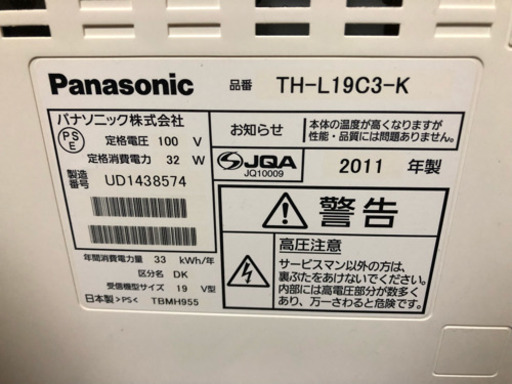 Panasonic 品番 TH-L19C3-K
パナソニック株式会社
PS
E
定格電圧 100 V
定格消費電力 32 W
製造
番号 UD1438574
お知らせ
本体の温度が高くなりますが
性能・品質には問題ありません。
JQA
JQ10009
2011 年製
警告
高圧注意
サービスマン以外の方は、
裏ぶたをあけないでください。
内部には高電圧部分が数多く
あり、万一さわると危険です。
年間消費電力量 33 kWh/年
区分名 DK
受信機型サイズ 19 V型
日本製 >PS< TBMH955